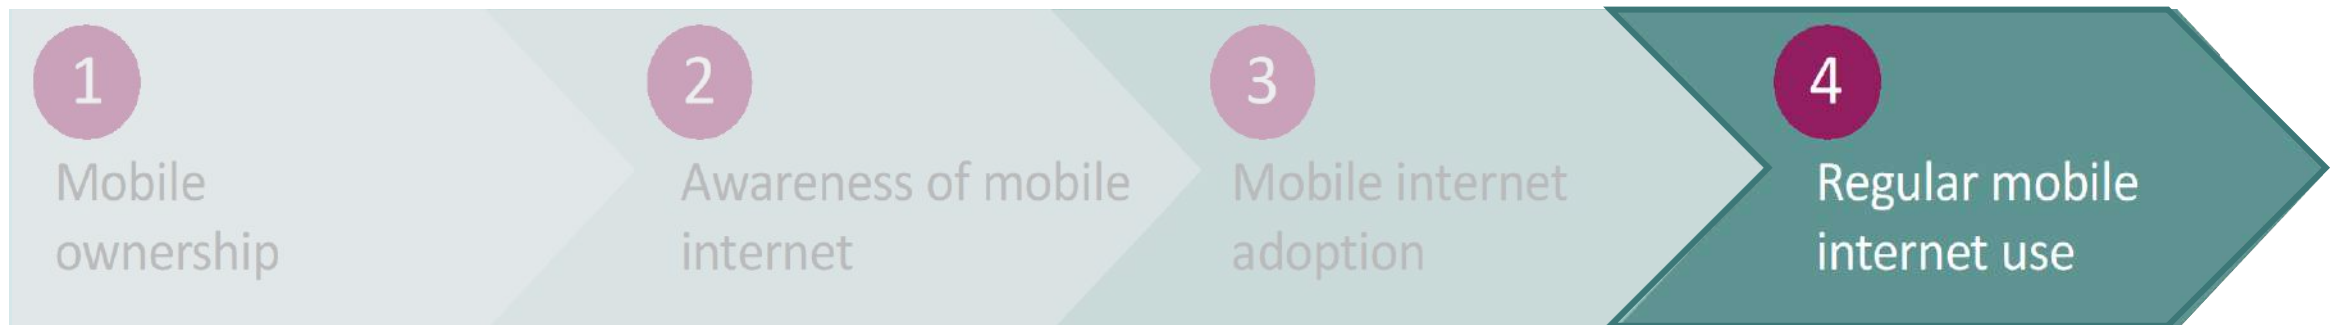 1
Mobile
ownership
2
Awareness of mobile
internet
3
Mobile internet
adoption
4
Regular mobile
internet use